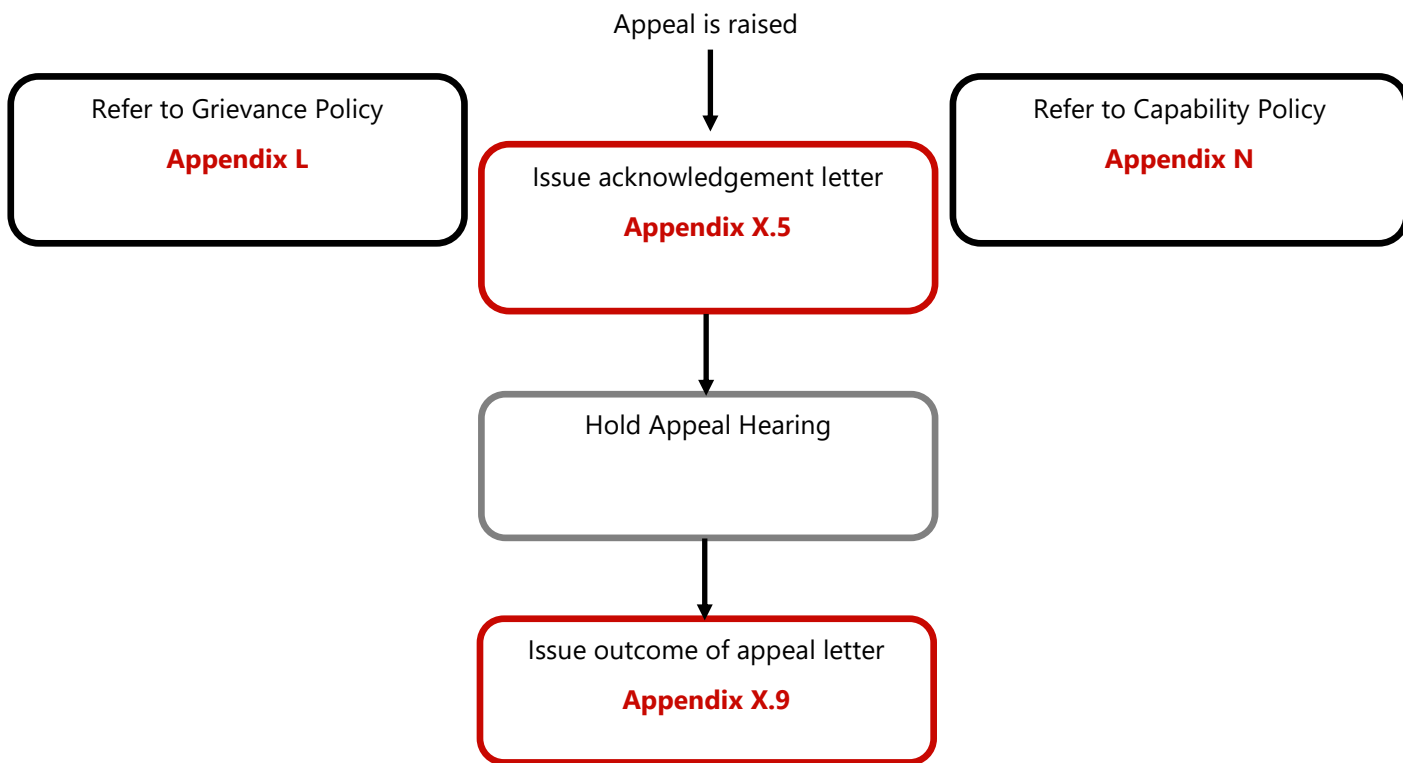 Appeal is raised
Refer to Grievance Policy
Appendix L
Refer to Capability Policy
Appendix N
Issue acknowledgement letter
Appendix X.5
Hold Appeal Hearing
Issue outcome of appeal letter
Appendix X.9